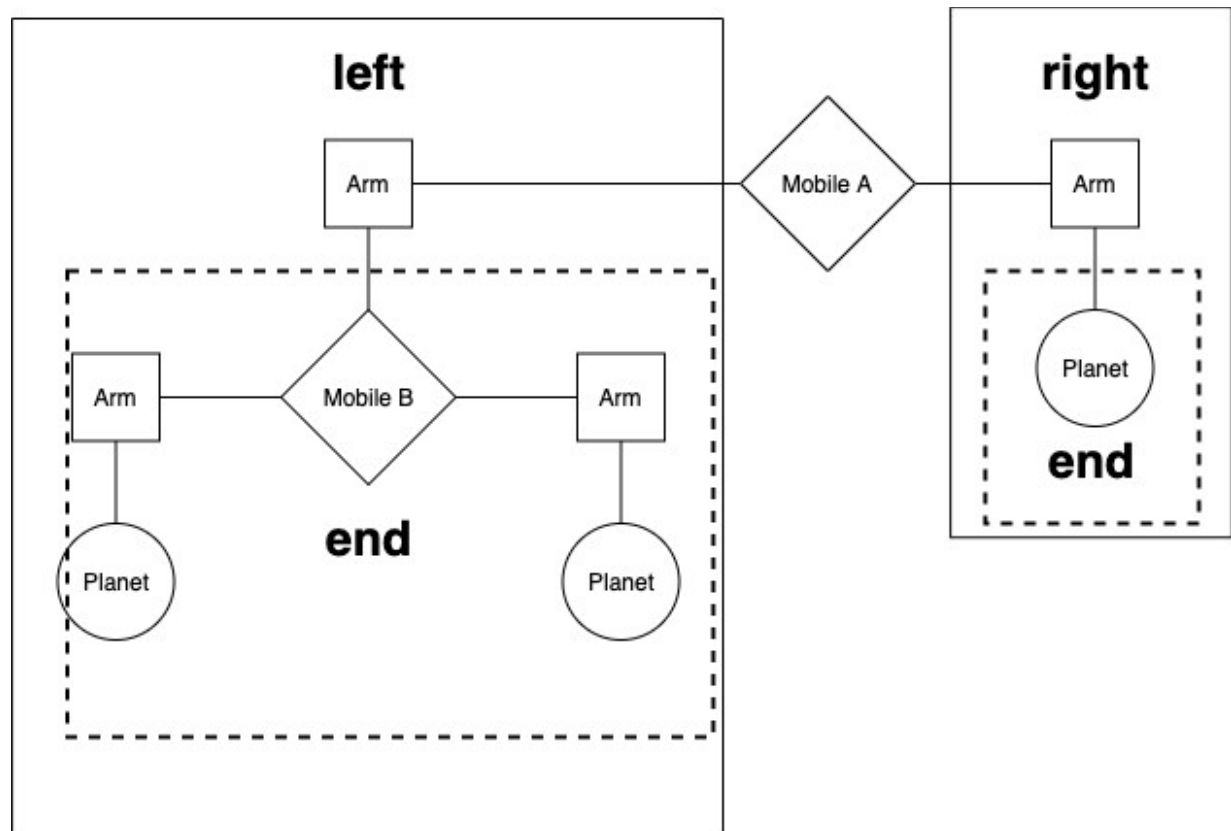 left
right
Arm
Mobile A
Arm
Arm
Mobile B
Arm
Planet
end
end
Planet
Planet